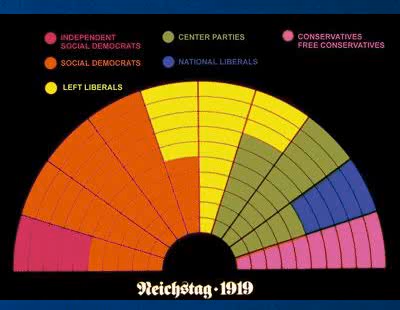 INDEPENDENT
SOCIAL DEMOCRATS
SOCIAL DEMOCRATS
LEFT LIBERALS
CENTER PARTIES
NATIONAL LIBERALS
CONSERVATIVES
FREE CONSERVATIVES
Reichstag · 1919